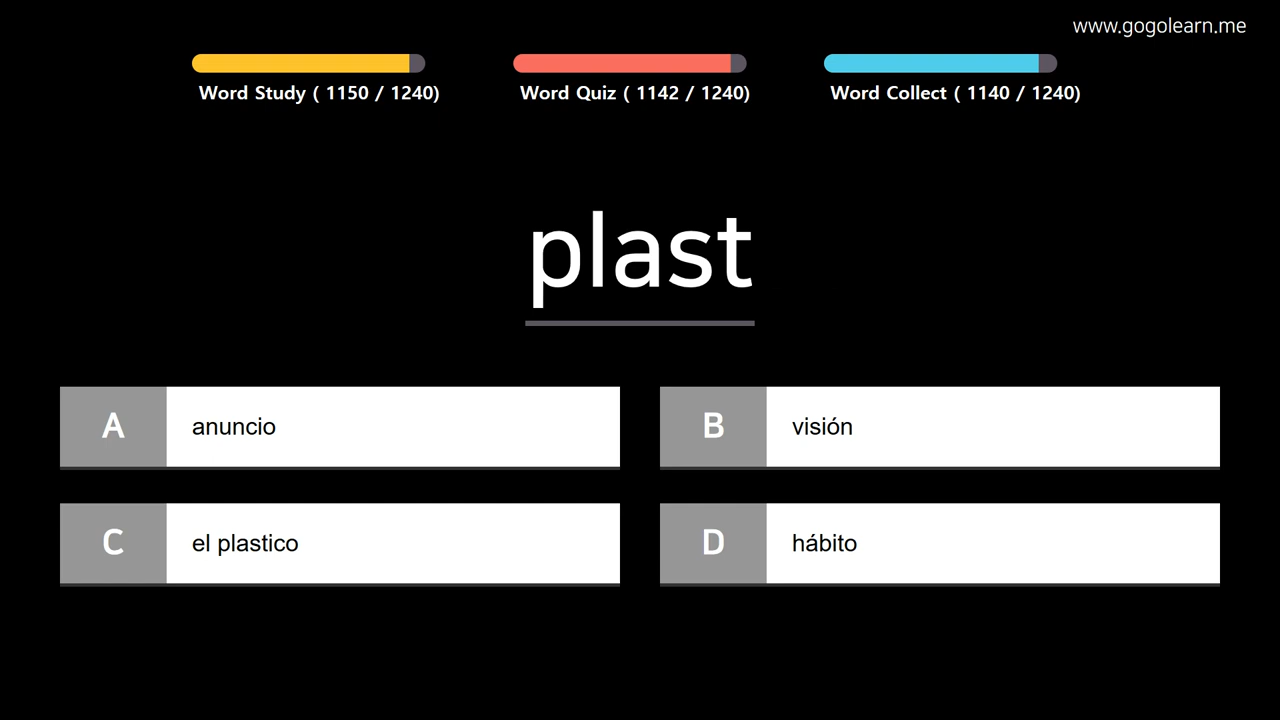 www.gogolearn.me
Word Study ( 1150 / 1240)
Word Quiz ( 1142 / 1240)
Word Collect ( 1140 / 1240)
plast
A anuncio
B visión
C el plastico
D hábito